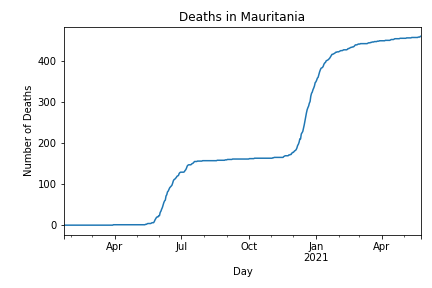 Deaths in Mauritania
Number of Deaths
400
300
200
100
0
Apr Jul Oct Jan Apr
2021
Day